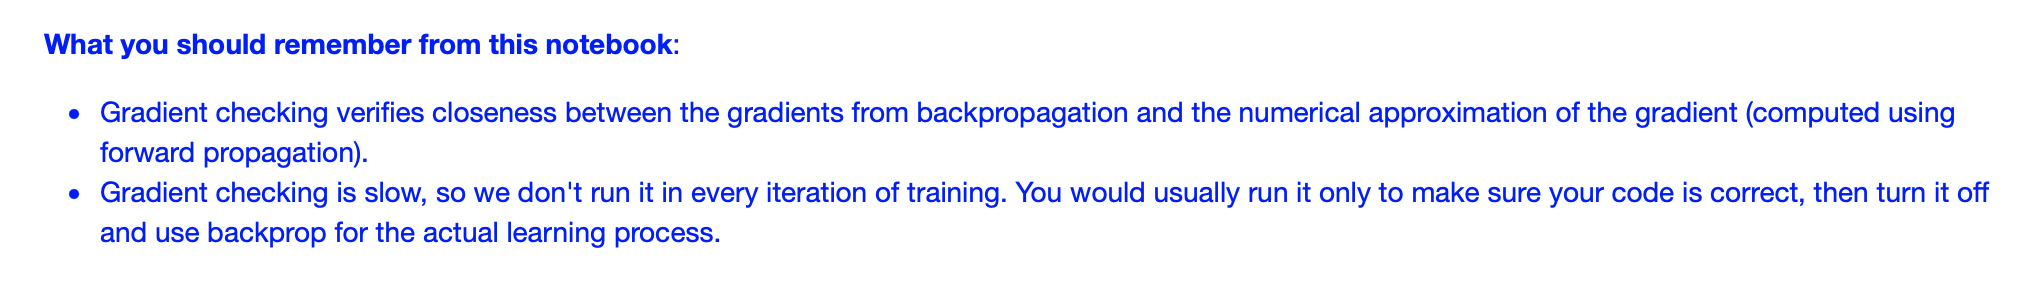 What you should remember from this notebook:
• Gradient checking verifies closeness between the gradients from backpropagation and the numerical approximation of the gradient (computed using
forward propagation).
• Gradient checking is slow, so we don't run it in every iteration of training. You would usually run it only to make sure your code is correct, then turn it off
and use backprop for the actual learning process.